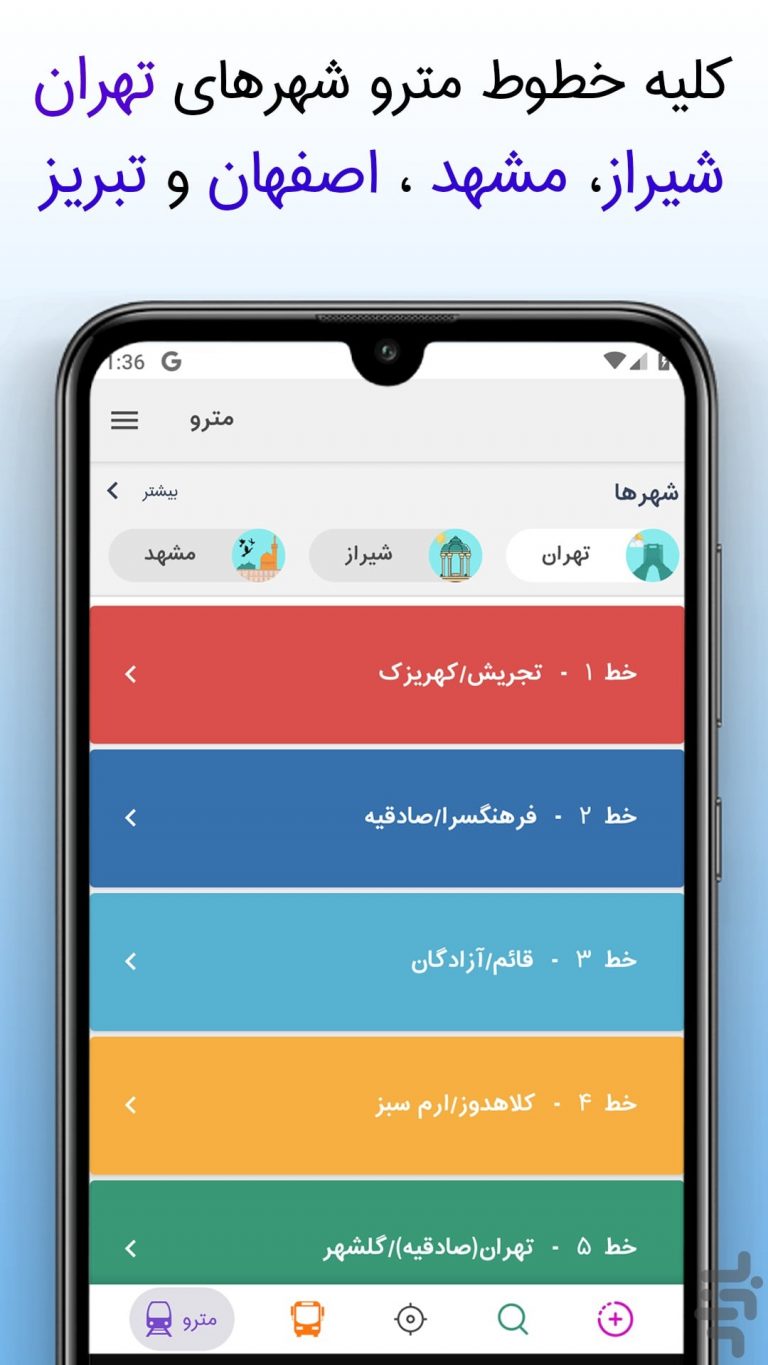 کلیه خطوط مترو شهرهای تهران
شیراز، مشهد ، اصفهان و تبریز
1:36 G
مترو
شهرها
بیشتر
تهران
شیراز
مشهد
خط ۱ - تجریش/کهریزک
خط ۲ - فرهنگسرا/صادقیه
خط ۳ - قائم/آزادگان
خط ۴ - کلاهدوز/ارم سبز
خط ۵ - تهران(صادقیه)/گلشهر
مترو